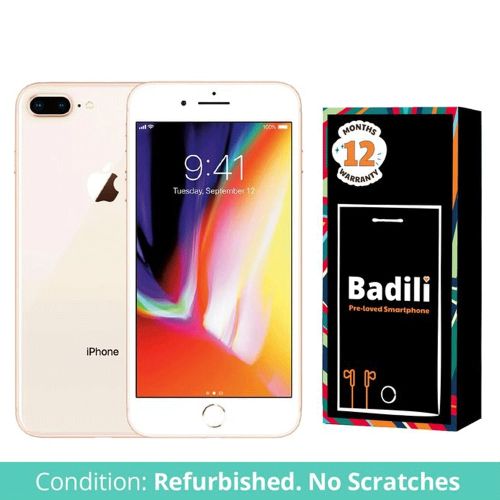 100%
9:41
Tuesday, September 12
iPhone
MONTHS
12
WARRANTY
Badili
Pre-loved Smartphone
Condition: Refurbished. No Scratches